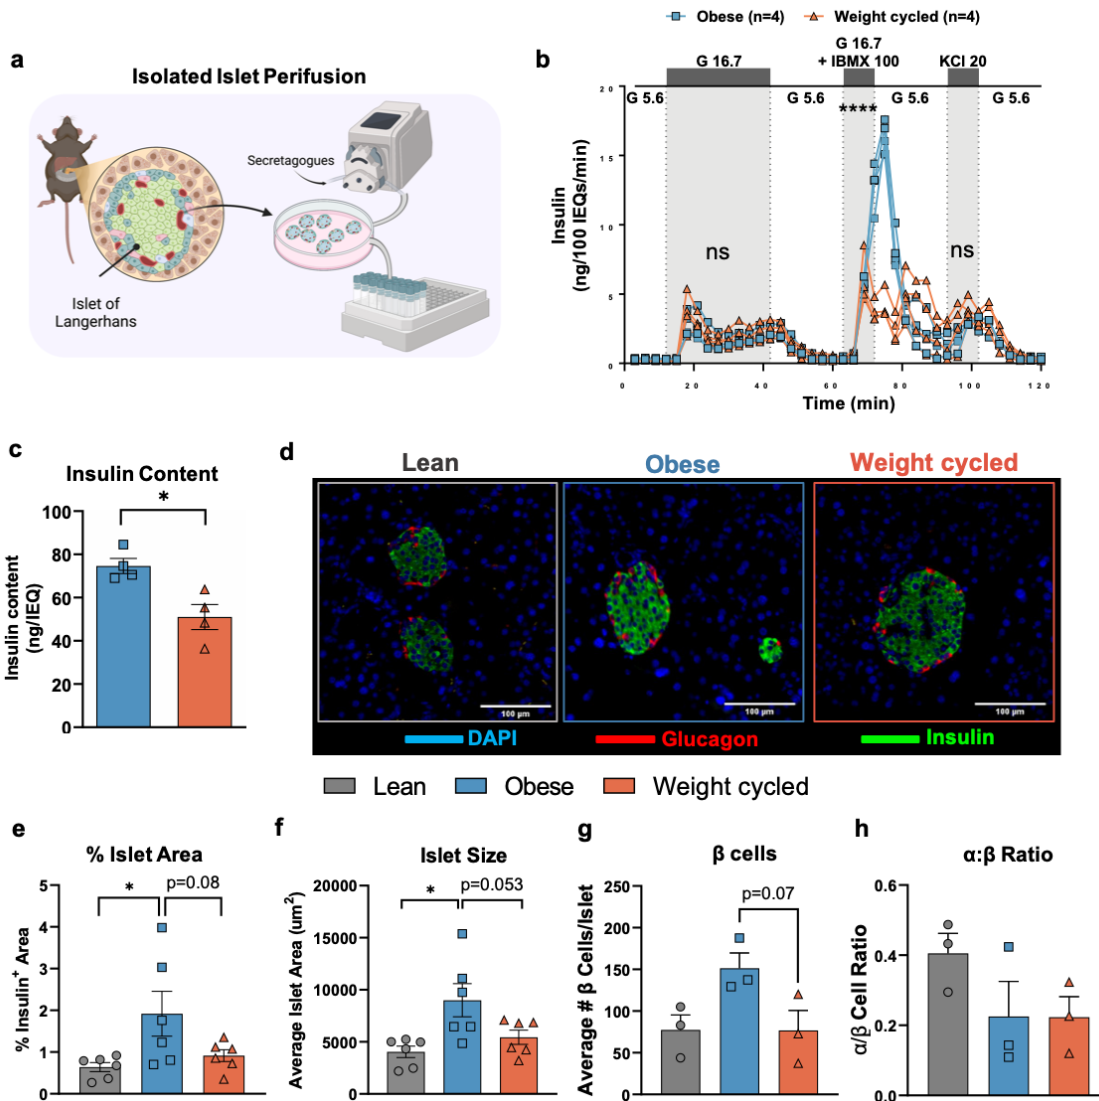 Obese (n=4) Weight cycled (n=4)
a
Isolated Islet Perifusion
Secretagogues
Islet of
Langerhans
b
G 16.7
G 16.7
+ IBMX 100
KCl 20
G 5.6
G 5.6
G 5.6
G 5.6
****
ns
ns
Insulin
(ng/100 IEQs/min)
20
15
10
5
0
0 20 40 60 80 100 120
Time (min)
c
Insulin Content
*
Insulin content
(ng/IEQ)
100
80
60
40
20
0
d
Lean Obese Weight cycled
100 µm
100 µm
100 µm
DAPI Glucagon Insulin
Lean Obese Weight cycled
e
% Islet Area
* p=0.08
% Insulin+ Area
5
4
3
2
1
0
f
Islet Size
* p=0.053
Average Islet Area (um²)
20000
15000
10000
5000
0
g
β cells
p=0.07
Average # β Cells/Islet
250
200
150
100
50
0
h
α:β Ratio
α/β Cell Ratio
0.6
0.4
0.2
0.0